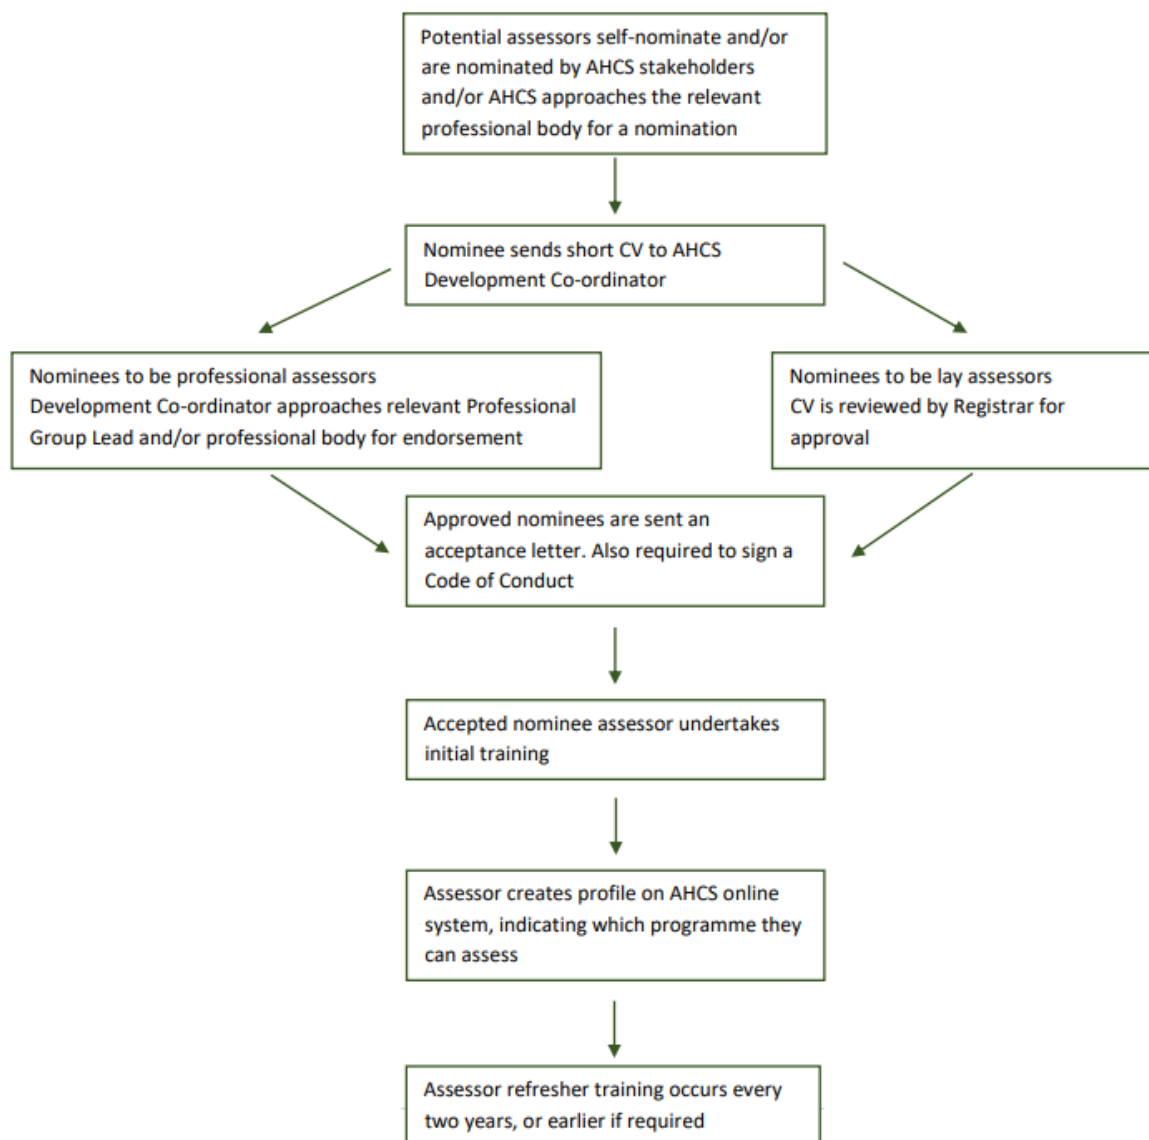 Potential assessors self-nominate and/or
are nominated by AHCS stakeholders
and/or AHCS approaches the relevant
professional body for a nomination
Nominee sends short CV to AHCS
Development Co-ordinator
Nominees to be professional assessors
Development Co-ordinator approaches relevant Professional
Group Lead and/or professional body for endorsement
Nominees to be lay assessors
CV is reviewed by Registrar for
approval
Approved nominees are sent an
acceptance letter. Also required to sign a
Code of Conduct
Accepted nominee assessor undertakes
initial training
Assessor creates profile on AHCS online
system, indicating which programme they
can assess
Assessor refresher training occurs every
two years, or earlier if required